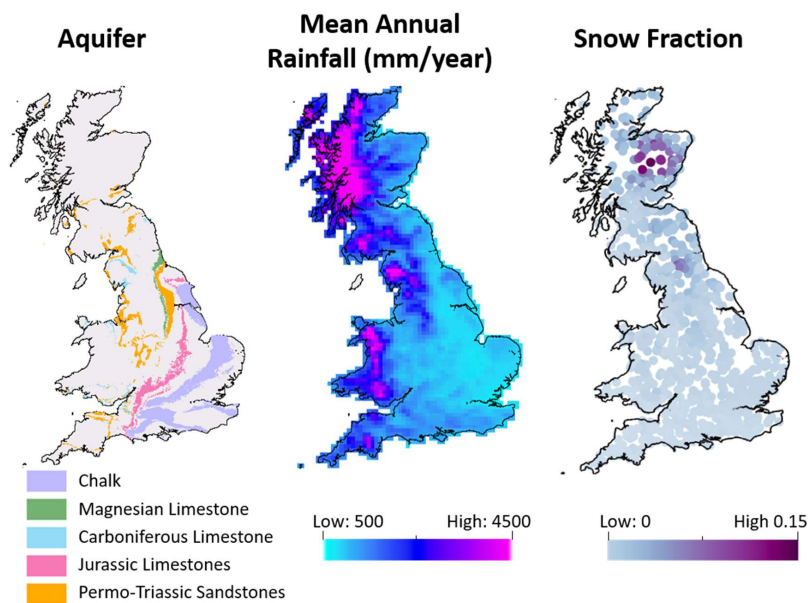 Aquifer
Mean Annual
Rainfall (mm/year)
Snow Fraction
Chalk
Magnesian Limestone
Carboniferous Limestone
Jurassic Limestones
Permo-Triassic Sandstones
Low: 500
High: 4500
Low: 0
High 0.15